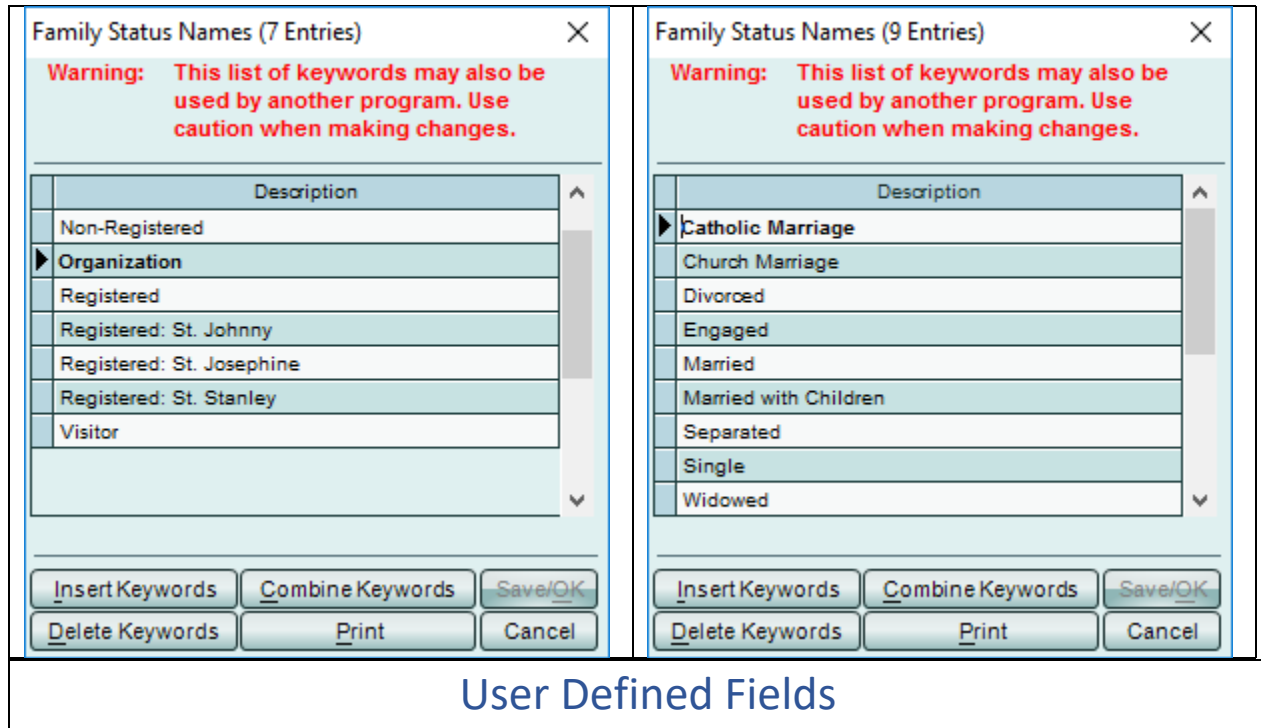 Family Status Names (7 Entries)
Warning: This list of keywords may also be
used by another program. Use
caution when making changes.
Description
Non-Registered
Organization
Registered
Registered: St. Johnny
Registered: St. Josephine
Registered: St. Stanley
Visitor
Insert Keywords Combine Keywords Save/OK
Delete Keywords Print Cancel
Family Status Names (9 Entries)
Warning: This list of keywords may also be
used by another program. Use
caution when making changes.
Description
Catholic Marriage
Church Marriage
Divorced
Engaged
Married
Married with Children
Separated
Single
Widowed
Insert Keywords Combine Keywords Save/OK
Delete Keywords Print Cancel
User Defined Fields